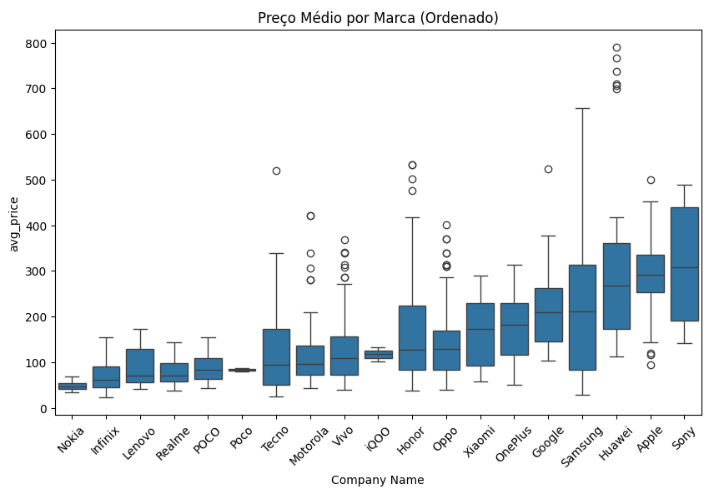 Preço Médio por Marca (Ordenado)
avg_price
800
700
600
500
400
300
200
100
0
Nokia
Infinix
Lenovo
Realme
POCO
Poco
Tecno
Motorola
Vivo
iQOO
Honor
Oppo
Xiaomi
OnePlus
Google
Samsung
Huawei
Apple
Sony
Company Name